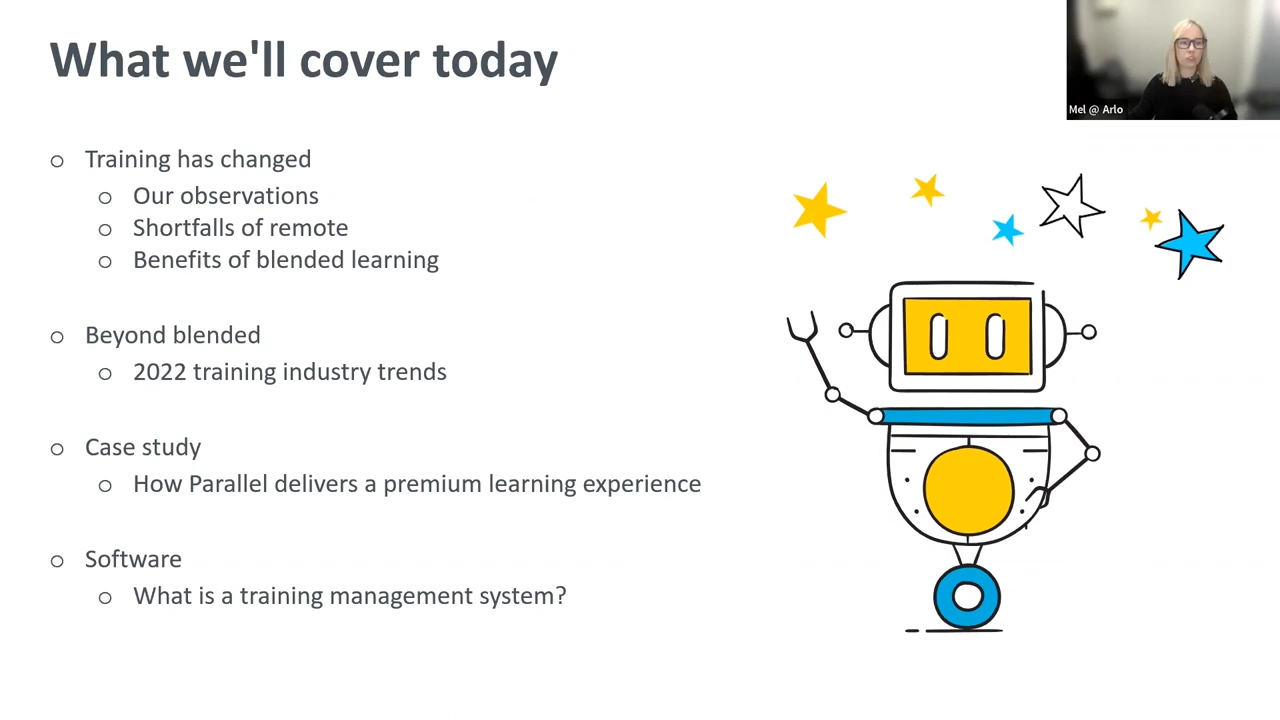 What we'll cover today
Mel @ Arlo
o Training has changed
o Our observations
o Shortfalls of remote
o Benefits of blended learning
o Beyond blended
o 2022 training industry trends
o Case study
o How Parallel delivers a premium learning experience
o Software
o What is a training management system?